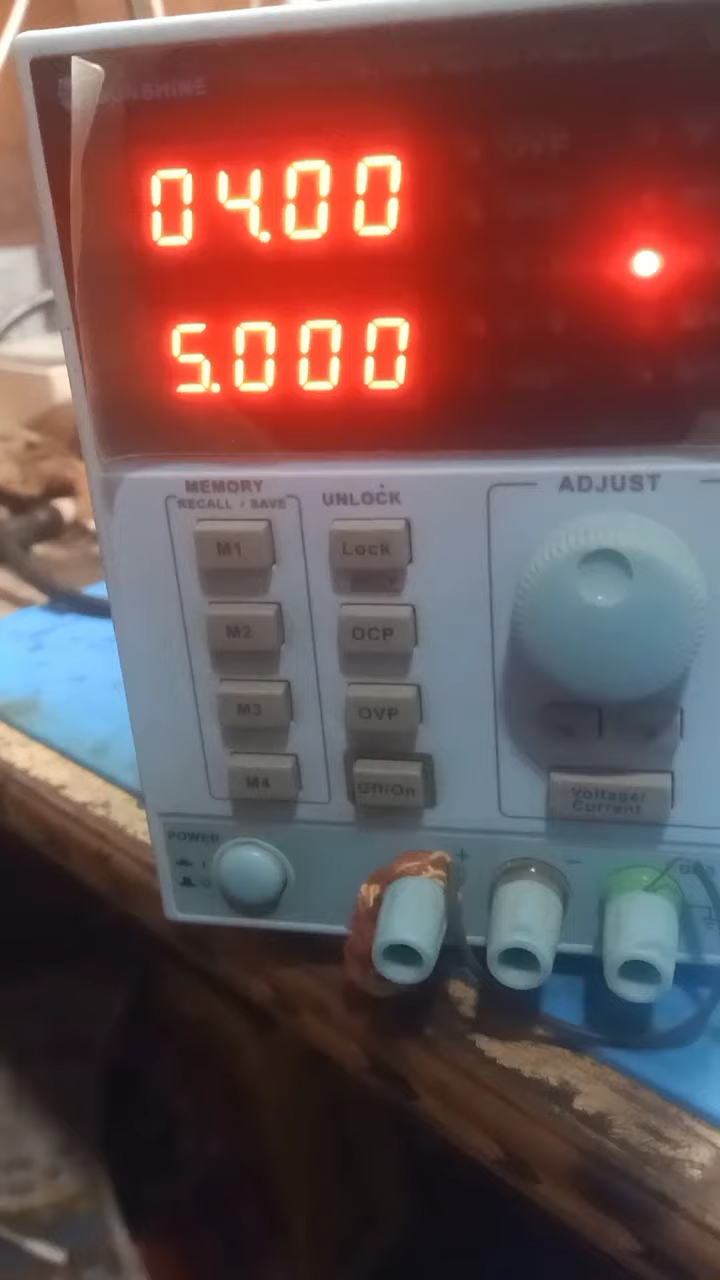 SUNSHINE
04.00
5.000
MEMORY
RECALL / SAVE
UNLOCK
ADJUST
M1
Lock
M2
OCP
M3
OVP
M4
Off/On
Voltage/
Current
POWER
+
−